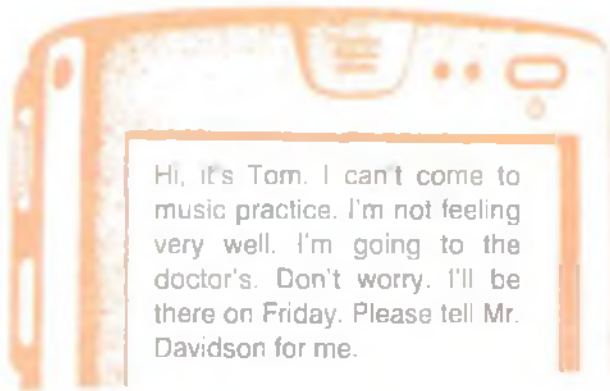 Hi, it's Tom. I can't come to
music practice. I'm not feeling
very well. I'm going to the
doctor's. Don't worry. I'll be
there on Friday. Please tell Mr.
Davidson for me.